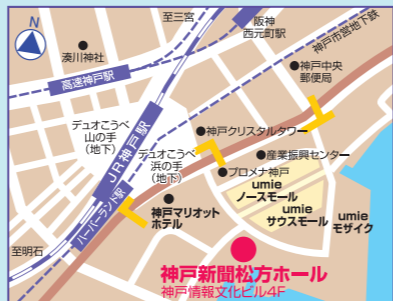 N
至三宮
阪神
西元町駅
神戸市営地下鉄
湊川神社
高速神戸駅
神戸中央
郵便局
デュオこうべ
山の手
(地下)
JR神戸駅
デュオこうべ
浜の手
(地下)
神戸クリスタルタワー
産業振興センター
プロメナ神戸
umie
ノースモール
umie
サウスモール
umie
モザイク
ハーバーランド駅
神戸マリオット
ホテル
至明石
神戸新聞松方ホール
神戸情報文化ビル4F